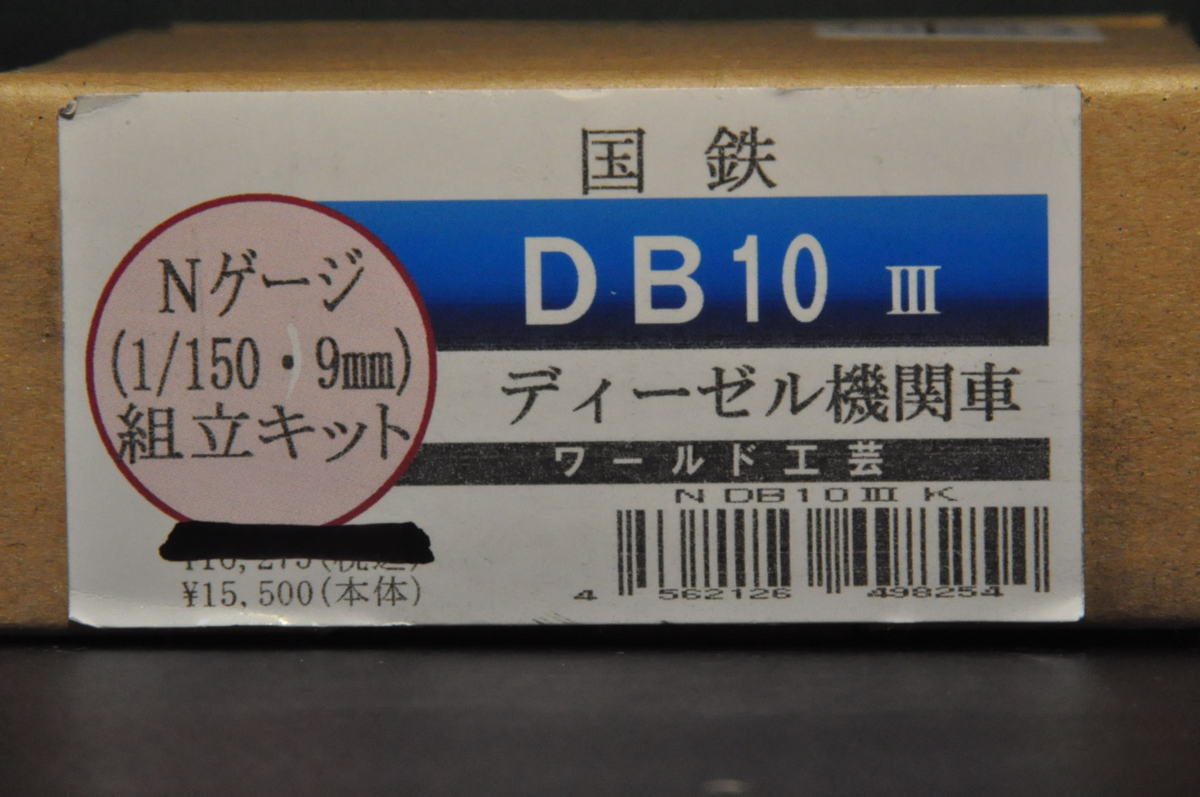 国鉄
DB10 III
ディーゼル機関車
ワールド工芸
Nゲージ
(1/150・9mm)
組立キット
N DB10III K
¥15,500(本体)
4 562126 498254